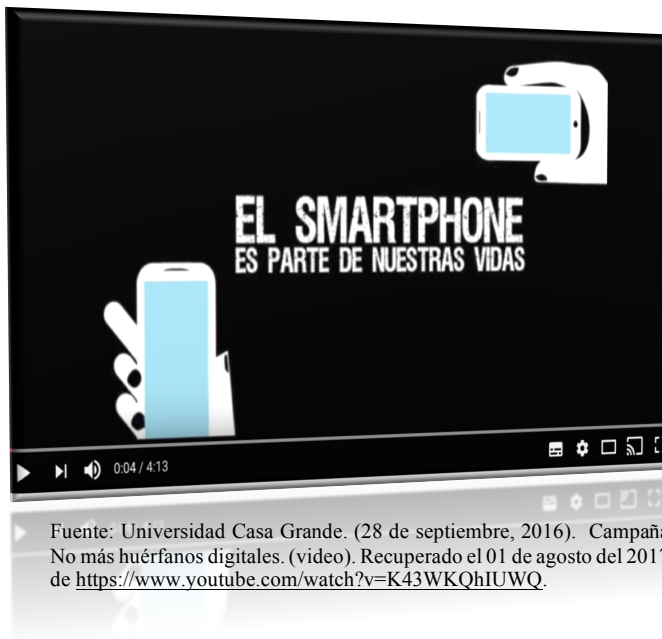 EL SMARTPHONE
ES PARTE DE NUESTRAS VIDAS
0:04 / 4:13
Fuente: Universidad Casa Grande. (28 de septiembre, 2016). Campaña
No más huérfanos digitales. (video). Recuperado el 01 de agosto del 2017
de https://www.youtube.com/watch?v=K43WKQhIUWQ.